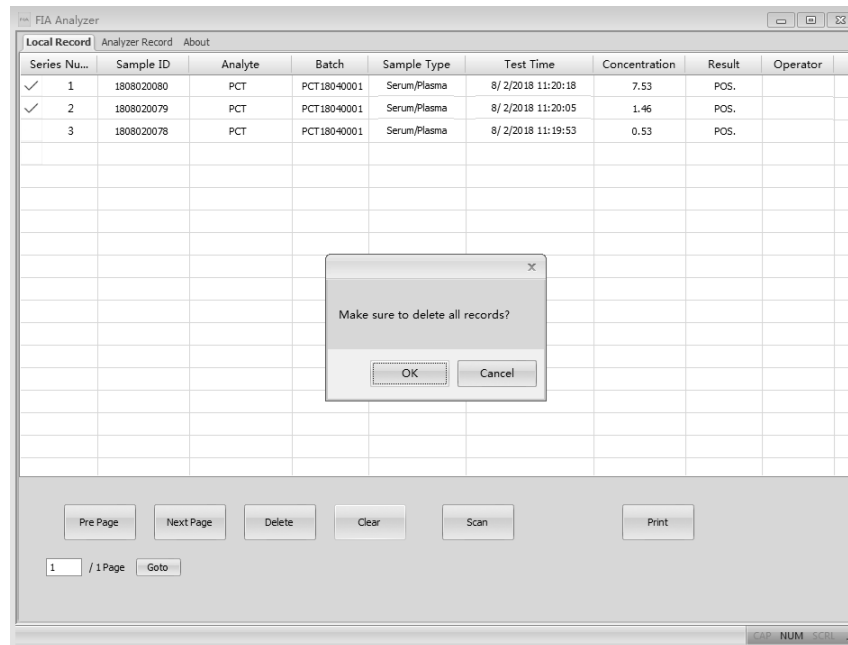 FIA Analyzer
Local Record Analyzer Record About
Series Nu... Sample ID Analyte Batch Sample Type Test Time Concentration Result Operator
1 1808020080 PCT PCT18040001 Serum/Plasma 8/ 2/2018 11:20:18 7.53 POS.
2 1808020079 PCT PCT18040001 Serum/Plasma 8/ 2/2018 11:20:05 1.46 POS.
3 1808020078 PCT PCT18040001 Serum/Plasma 8/ 2/2018 11:19:53 0.53 POS.
Make sure to delete all records?
OK Cancel
Pre Page Next Page Delete Clear Scan Print
1 / 1 Page Goto
CAP NUM SCRL